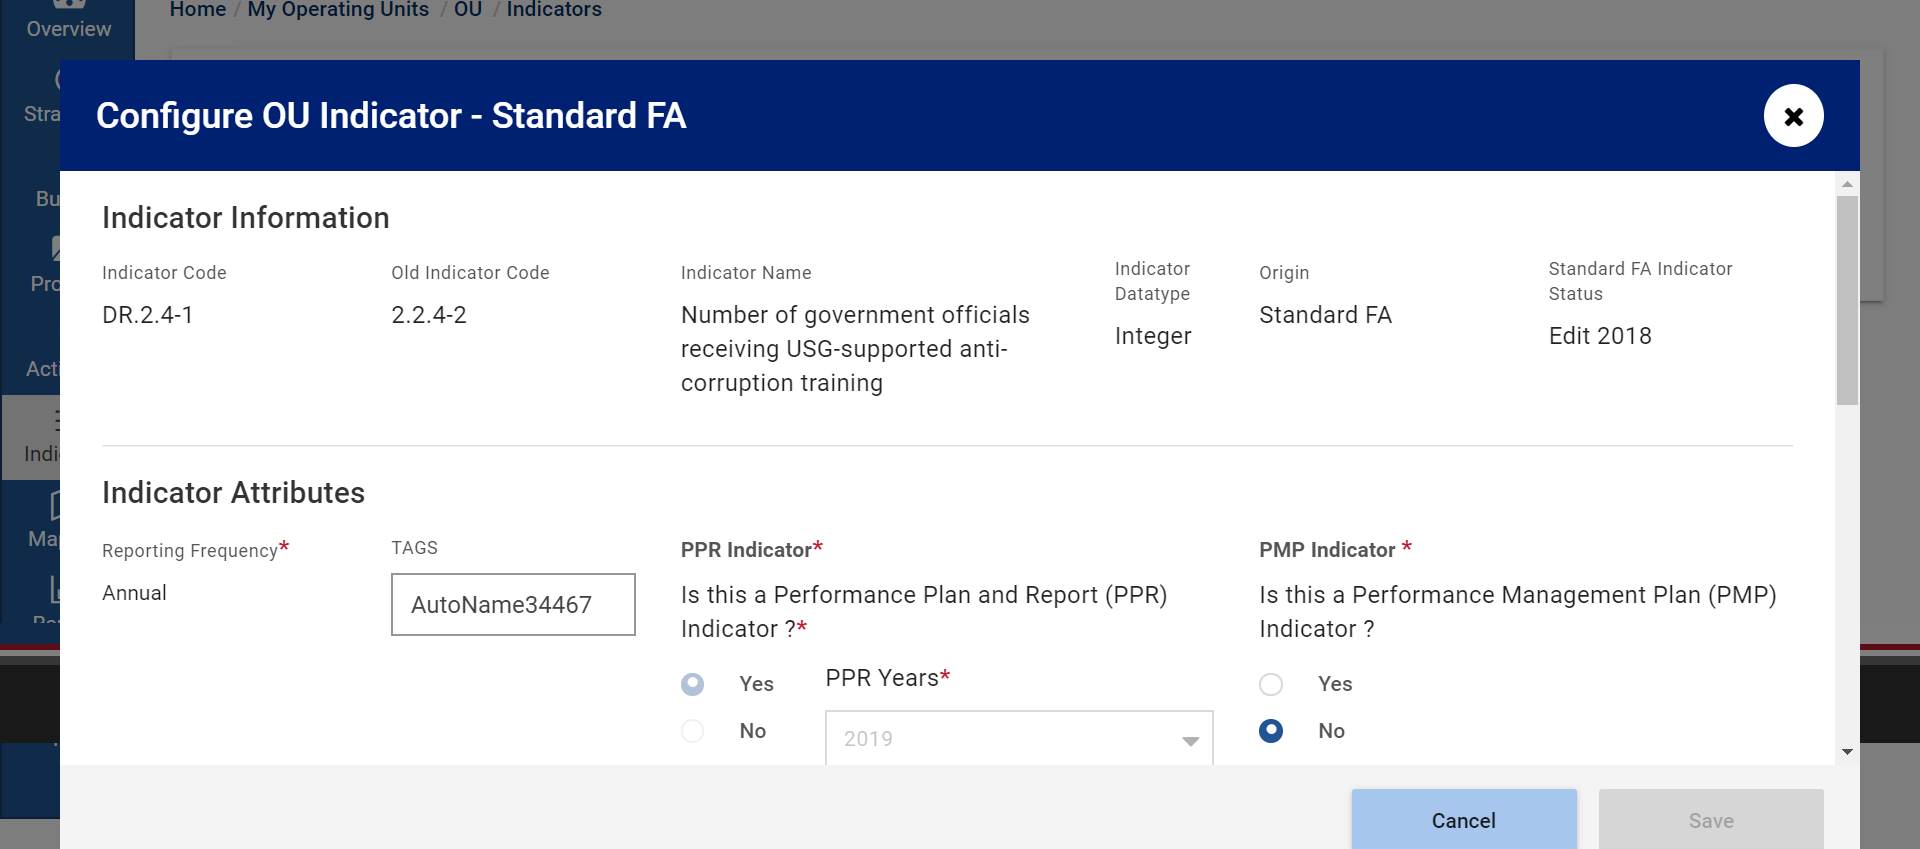 Home / My Operating Units / OU / Indicators
Overview
Configure OU Indicator - Standard FA
Stra
Bu
Pro
Acti
Indi
Ma
Indicator Information
Indicator Code
Old Indicator Code
Indicator Name
Indicator
Datatype
Origin
Standard FA Indicator
Status
DR.2.4-1
2.2.4-2
Number of government officials
receiving USG-supported anti-
corruption training
Integer
Standard FA
Edit 2018
Indicator Attributes
Reporting Frequency*
Annual
TAGS
AutoName34467
PPR Indicator*
Is this a Performance Plan and Report (PPR)
Indicator ?*
Yes
No
PPR Years*
2019
PMP Indicator *
Is this a Performance Management Plan (PMP)
Indicator ?
Yes
No
Cancel
Save